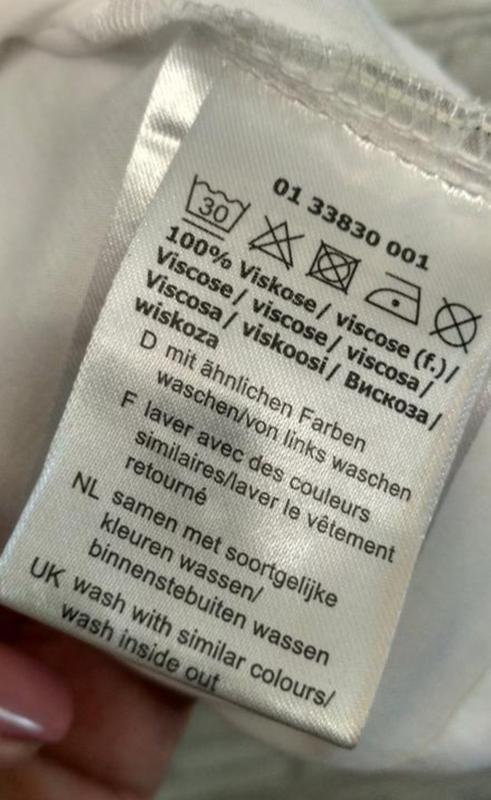 01 33830 001
30
100% Viskose / viscose (f.) /
Viscose / viscose / viscosa /
Viscosa / viskoosi / Вискоза /
wiskoza
D mit ähnlichen Farben
waschen/von links waschen
F laver avec des couleurs
similaires/laver le vêtement
retourné
NL samen met soortgelijke
kleuren wassen/
binnenstebuiten wassen
UK wash with similar colours/
wash inside out